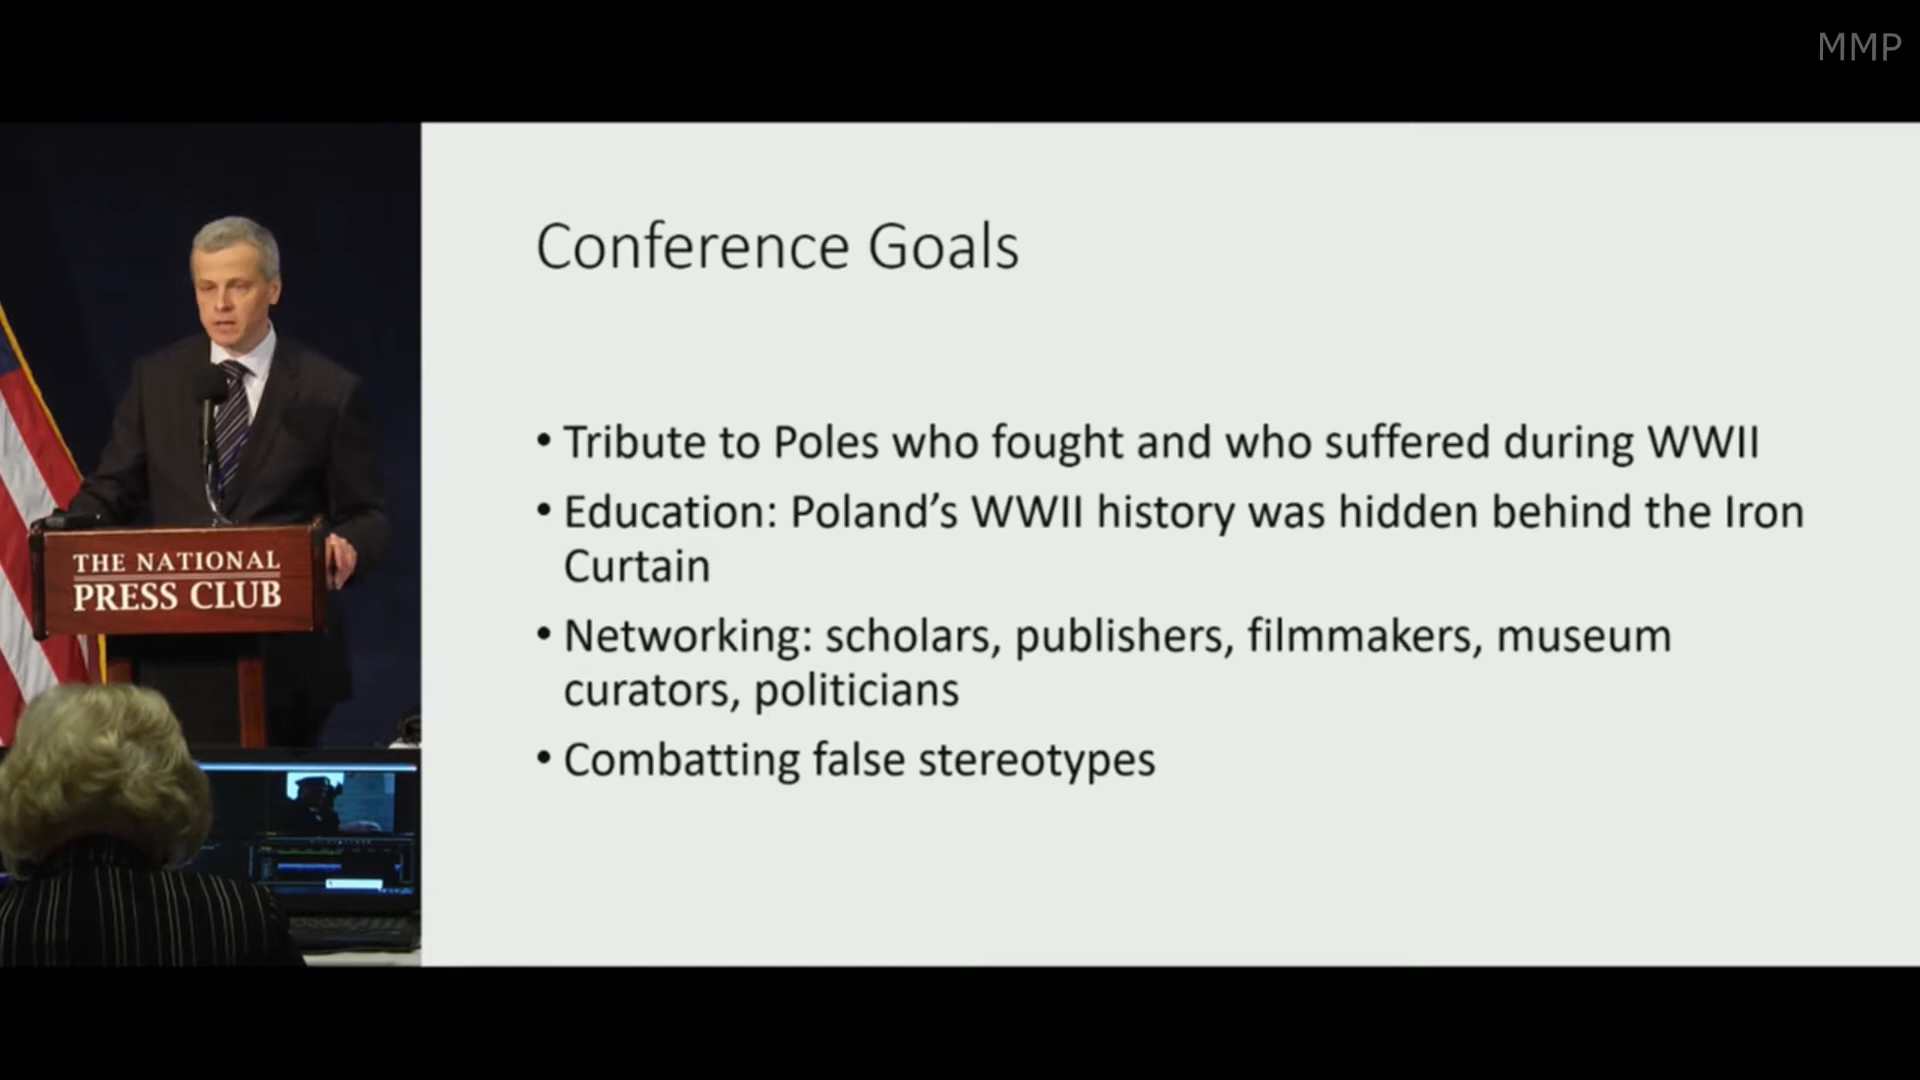 MMP
Conference Goals
• Tribute to Poles who fought and who suffered during WWII
• Education: Poland’s WWII history was hidden behind the Iron
Curtain
• Networking: scholars, publishers, filmmakers, museum
curators, politicians
• Combatting false stereotypes
THE NATIONAL
PRESS CLUB